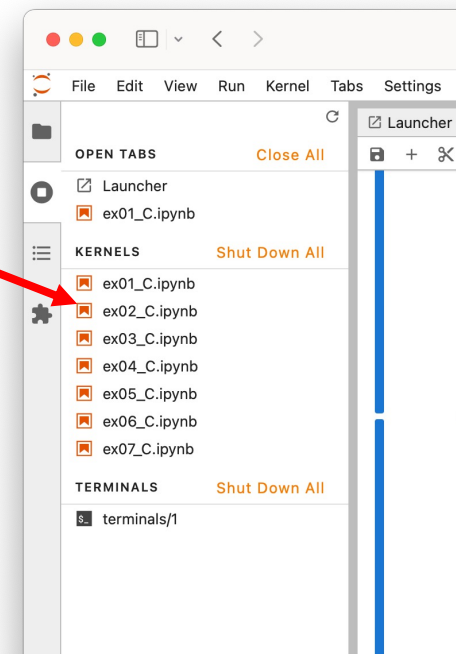 File Edit View Run Kernel Tabs Settings
Launcher
OPEN TABS Close All
Launcher
ex01_C.ipynb
KERNELS Shut Down All
ex01_C.ipynb
ex02_C.ipynb
ex03_C.ipynb
ex04_C.ipynb
ex05_C.ipynb
ex06_C.ipynb
ex07_C.ipynb
TERMINALS Shut Down All
$_ terminals/1